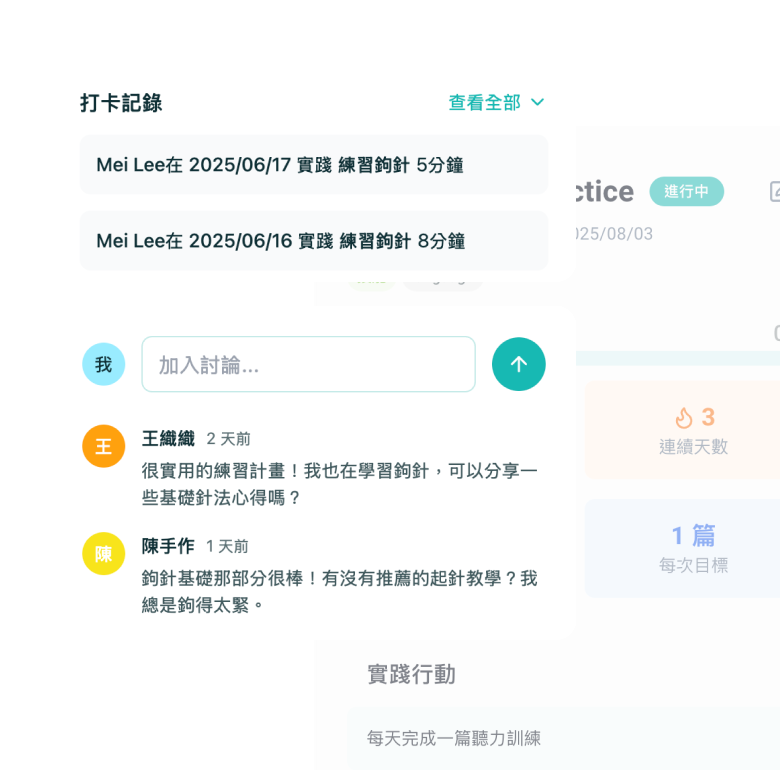 打卡記錄
查看全部
Mei Lee在 2025/06/17 實踐 練習鉤針 5分鐘
Mei Lee在 2025/06/16 實踐 練習鉤針 8分鐘
我
加入討論...
王
王織織 2 天前
很實用的練習計畫！我也在學習鉤針，可以分享一
些基礎針法心得嗎？
陳
陳手作 1 天前
鉤針基礎那部分很棒！有沒有推薦的起針教學？我
總是鉤得太緊。
ctice
進行中
025/08/03
3
連續天數
1 篇
每次目標
實踐行動
每天完成一篇聽力訓練